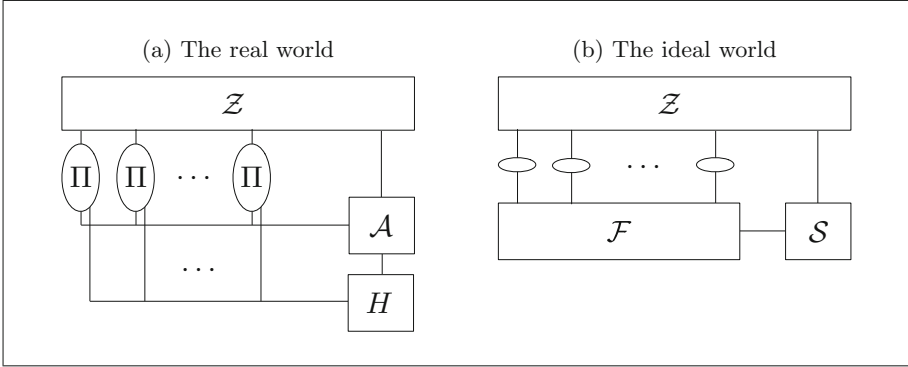 (a) The real world
𝒵
Π Π · · · Π
𝒜
· · ·
H
(b) The ideal world
𝒵
· · ·
ℱ 𝒮